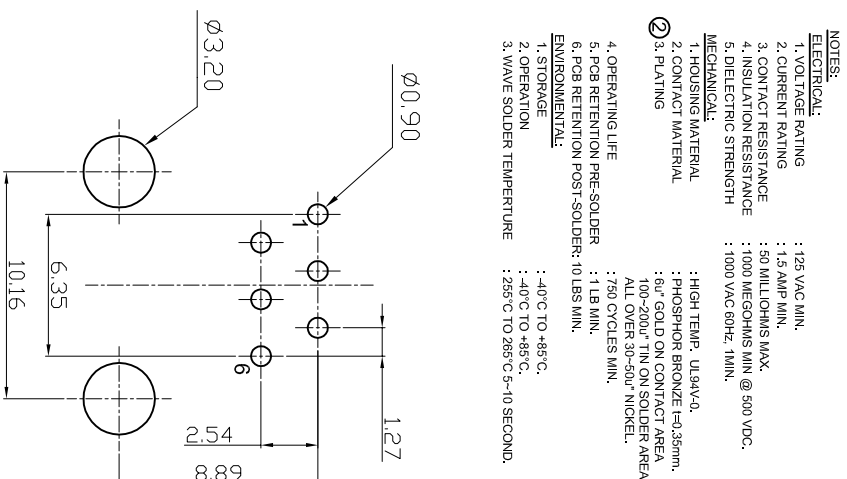 NOTES:
ELECTRICAL:
1. VOLTAGE RATING : 125 VAC MIN.
2. CURRENT RATING : 1.5 AMP MIN.
3. CONTACT RESISTANCE : 50 MILLIOHMS MAX.
4. INSULATION RESISTANCE : 1000 MEGOHMS MIN @ 500 VDC.
5. DIELECTRIC STRENGTH : 1000 VAC 60Hz, 1MIN.
MECHANICAL:
1. HOUSING MATERIAL : HIGH TEMP. UL94V-0.
2. CONTACT MATERIAL : PHOSPHOR BRONZE t=0.35mm.
② 3. PLATING : 6u" GOLD ON CONTACT AREA
100~200u" TIN ON SOLDER AREA
ALL OVER 30~50u" NICKEL.
4. OPERATING LIFE : 750 CYCLES MIN.
5. PCB RETENTION PRE-SOLDER : 1 LB MIN.
6. PCB RETENTION POST-SOLDER: 10 LBS MIN.
ENVIRONMENTAL:
1. STORAGE : -40°C TO +85°C.
2. OPERATION : -40°C TO +85°C.
3. WAVE SOLDER TEMPERTURE : 255°C TO 265°C 5~10 SECOND.
Ø0.90
Ø3.20
1
6
1.27
6.35
10.16
2.54
8.89